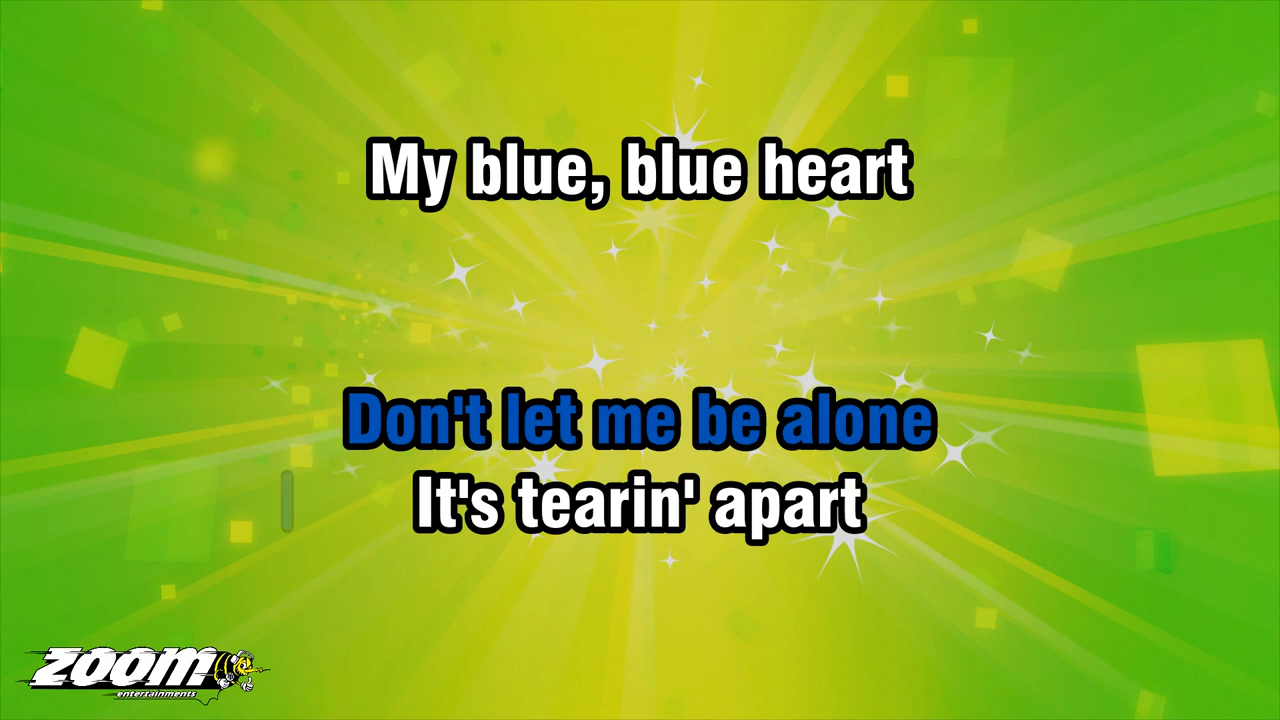 My blue, blue heart
Don't let me be alone
It's tearin' apart
zoom
entertainments